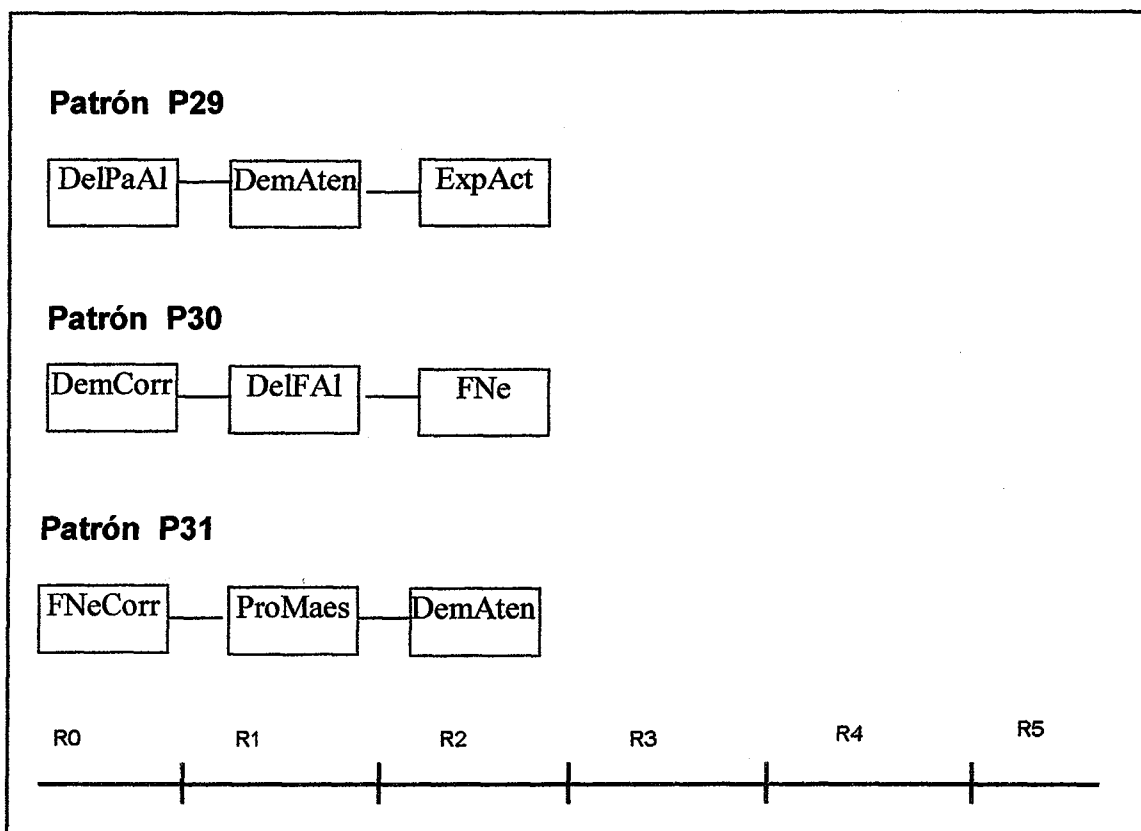 Patrón P29
DelPaAl DemAten ExpAct
Patrón P30
DemCorr DelFAl FNe
Patrón P31
FNeCorr ProMaes DemAten
R0 R1 R2 R3 R4 R5